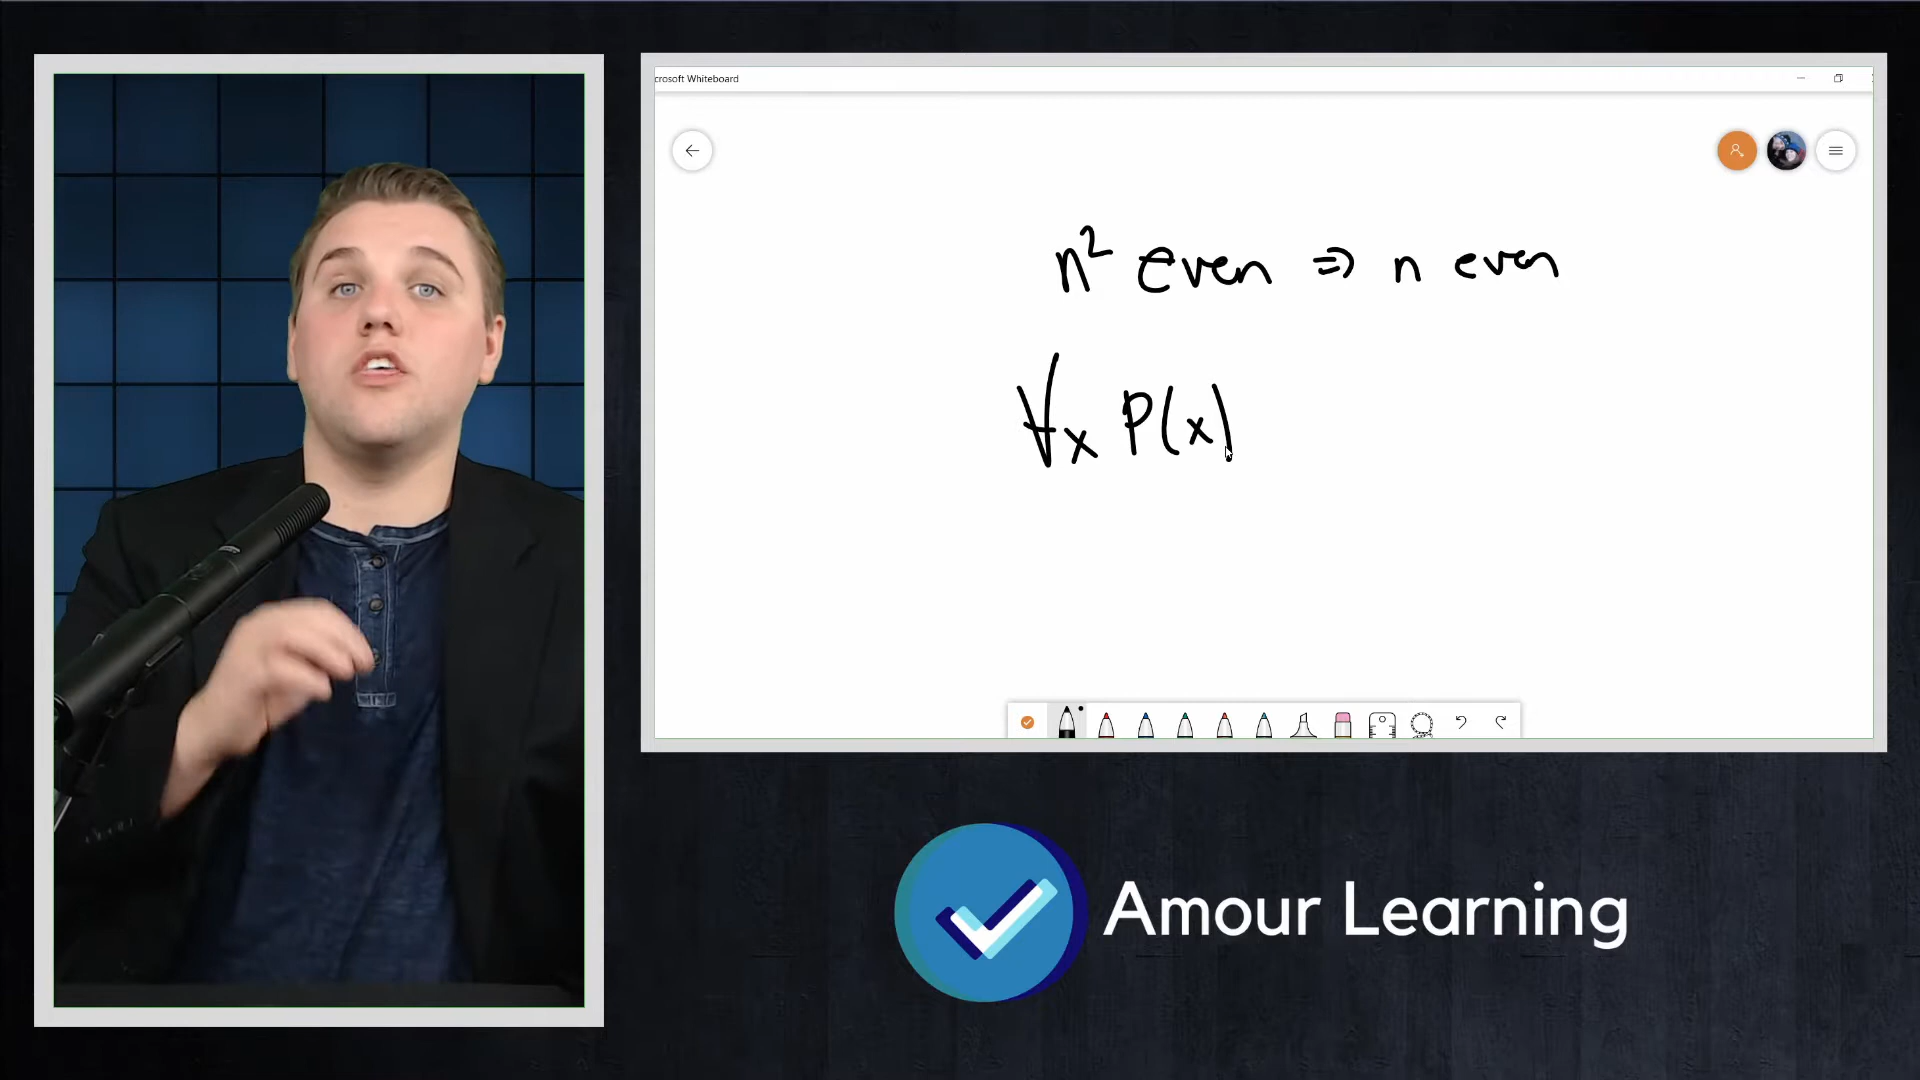 crosoft Whiteboard
n² even ⇒ n even
∀x P(x)
Amour Learning